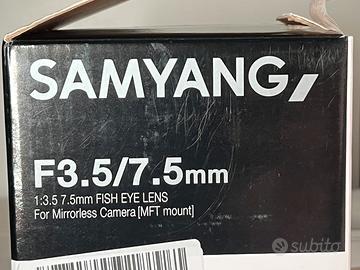 SAMYANG
F3.5/7.5mm
1:3.5 7.5mm FISH EYE LENS
For Mirrorless Camera [MFT mount]
subito